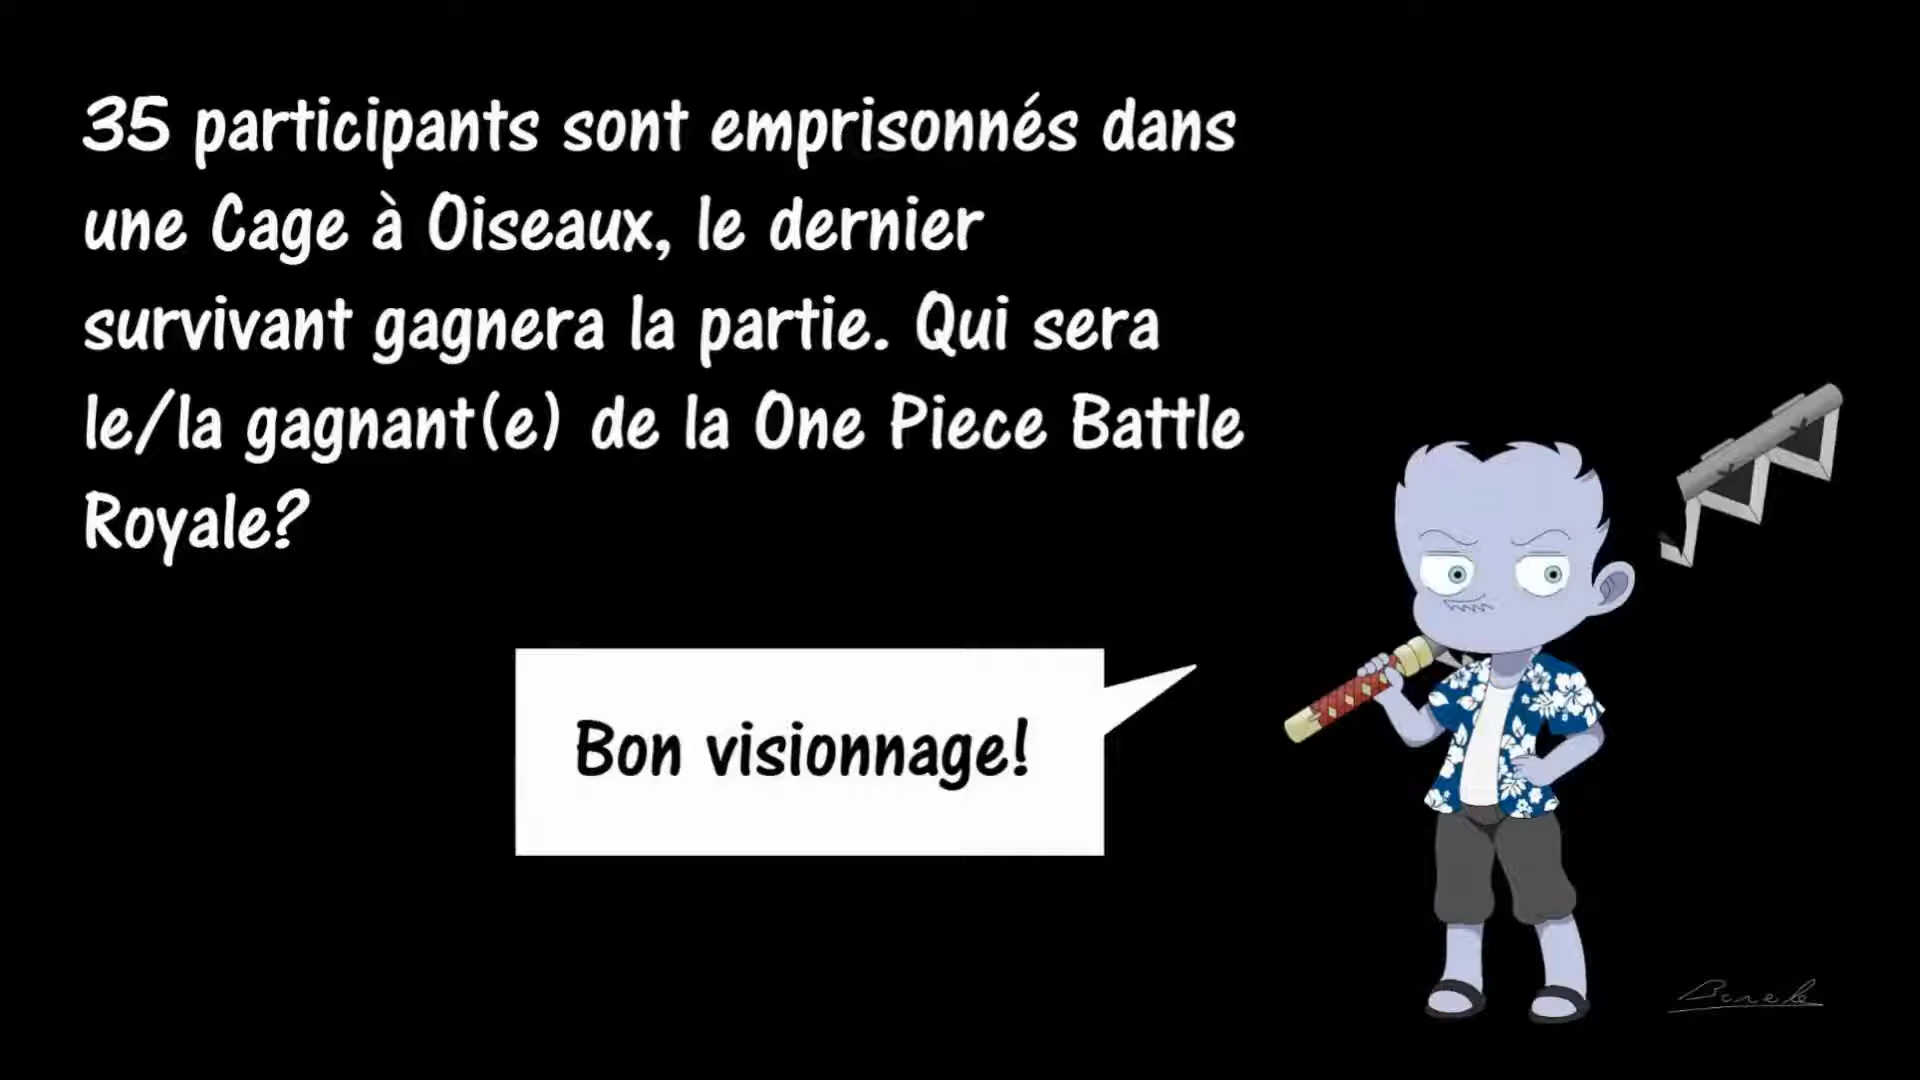 35 participants sont emprisonnés dans
une Cage à Oiseaux, le dernier
survivant gagnera la partie. Qui sera
le/la gagnant(e) de la One Piece Battle
Royale?
Bon visionnage!